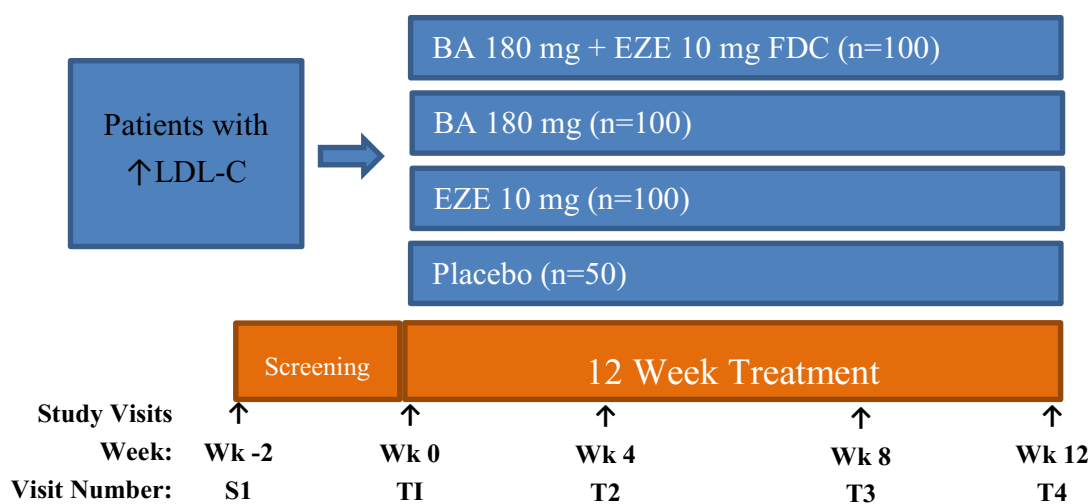 Patients with
↑LDL-C
BA 180 mg + EZE 10 mg FDC (n=100)
BA 180 mg (n=100)
EZE 10 mg (n=100)
Placebo (n=50)
Screening
12 Week Treatment
Study Visits
Week: Wk -2 Wk 0 Wk 4 Wk 8 Wk 12
Visit Number: S1 TI T2 T3 T4